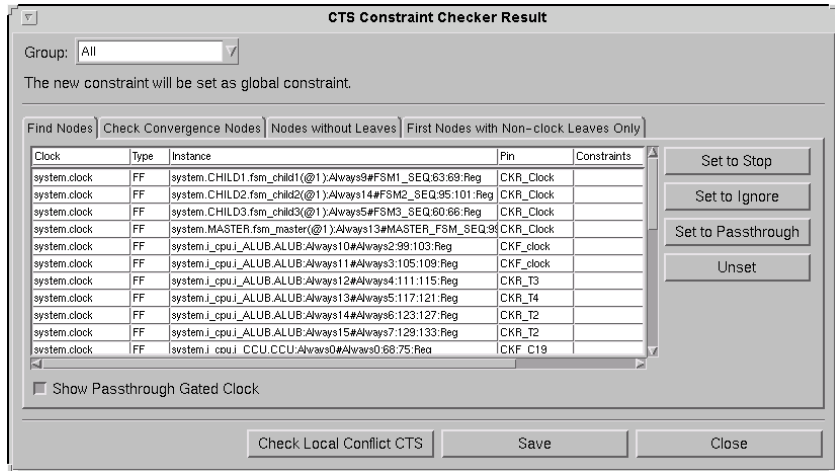 CTS Constraint Checker Result
Group: All
The new constraint will be set as global constraint.
Find Nodes Check Convergence Nodes Nodes without Leaves First Nodes with Non-clock Leaves Only
Clock Type Instance Pin Constraints
system.clock FF system.CHILD1.fsm_child1(@1):Always9#FSM1_SEQ:63:69:Reg CKR_Clock
system.clock FF system.CHILD2.fsm_child2(@1):Always14#FSM2_SEQ:95:101:Reg CKR_Clock
system.clock FF system.CHILD3.fsm_child3(@1):Always5#FSM3_SEQ:60:66:Reg CKR_Clock
system.clock FF system.MASTER.fsm_master(@1):Always13#MASTER_FSM_SEQ:99 CKR_Clock
system.clock FF system.i_cpu.i_ALUB.ALUB:Always10#Always2:99:103:Reg CKF_clock
system.clock FF system.i_cpu.i_ALUB.ALUB:Always11#Always3:105:109:Reg CKF_clock
system.clock FF system.i_cpu.i_ALUB.ALUB:Always12#Always4:111:115:Reg CKR_T3
system.clock FF system.i_cpu.i_ALUB.ALUB:Always13#Always5:117:121:Reg CKR_T4
system.clock FF system.i_cpu.i_ALUB.ALUB:Always14#Always6:123:127:Reg CKR_T2
system.clock FF system.i_cpu.i_ALUB.ALUB:Always15#Always7:129:133:Reg CKR_T2
system.clock FF system.i_cpu.i_CCU.CCU:Always0#Always0:68:75:Reg CKF_C19
Set to Stop
Set to Ignore
Set to Passthrough
Unset
Show Passthrough Gated Clock
Check Local Conflict CTS Save Close